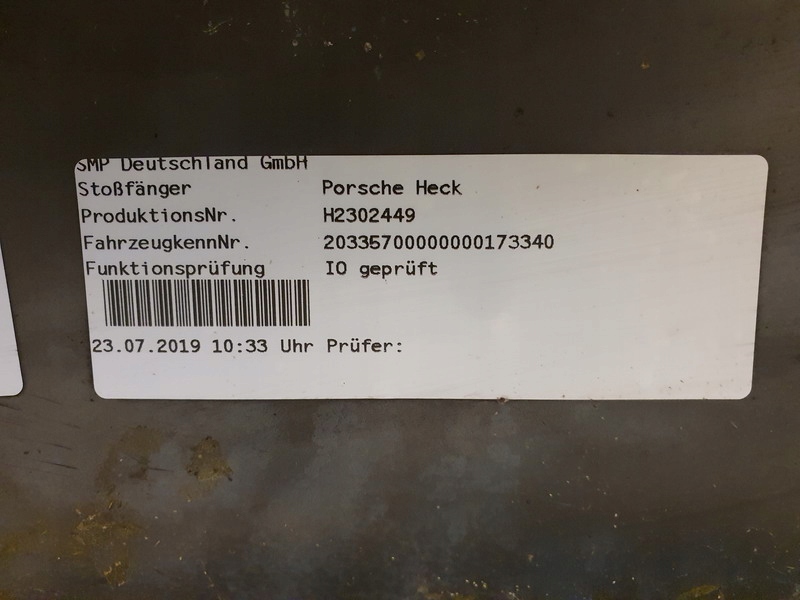 SMP Deutschland GmbH
Stoßfänger Porsche Heck
ProduktionsNr. H2302449
FahrzeugkennNr. 20335700000000173340
Funktionsprüfung IO geprüft
23.07.2019 10:33 Uhr Prüfer: